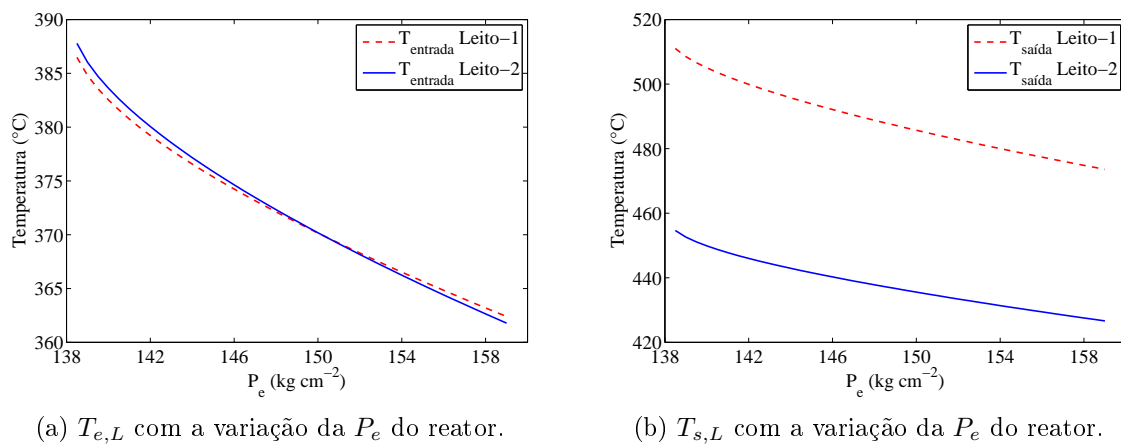 390
385
380
375
370
365
360
Temperatura (°C)
T_entrada Leito−1
T_entrada Leito−2
138 142 146 150 154 158
P_e (kg cm^−2)
(a) T_e,L com a variação da P_e do reator.
520
500
480
460
440
420
Temperatura (°C)
T_saída Leito−1
T_saída Leito−2
138 142 146 150 154 158
P_e (kg cm^−2)
(b) T_s,L com a variação da P_e do reator.